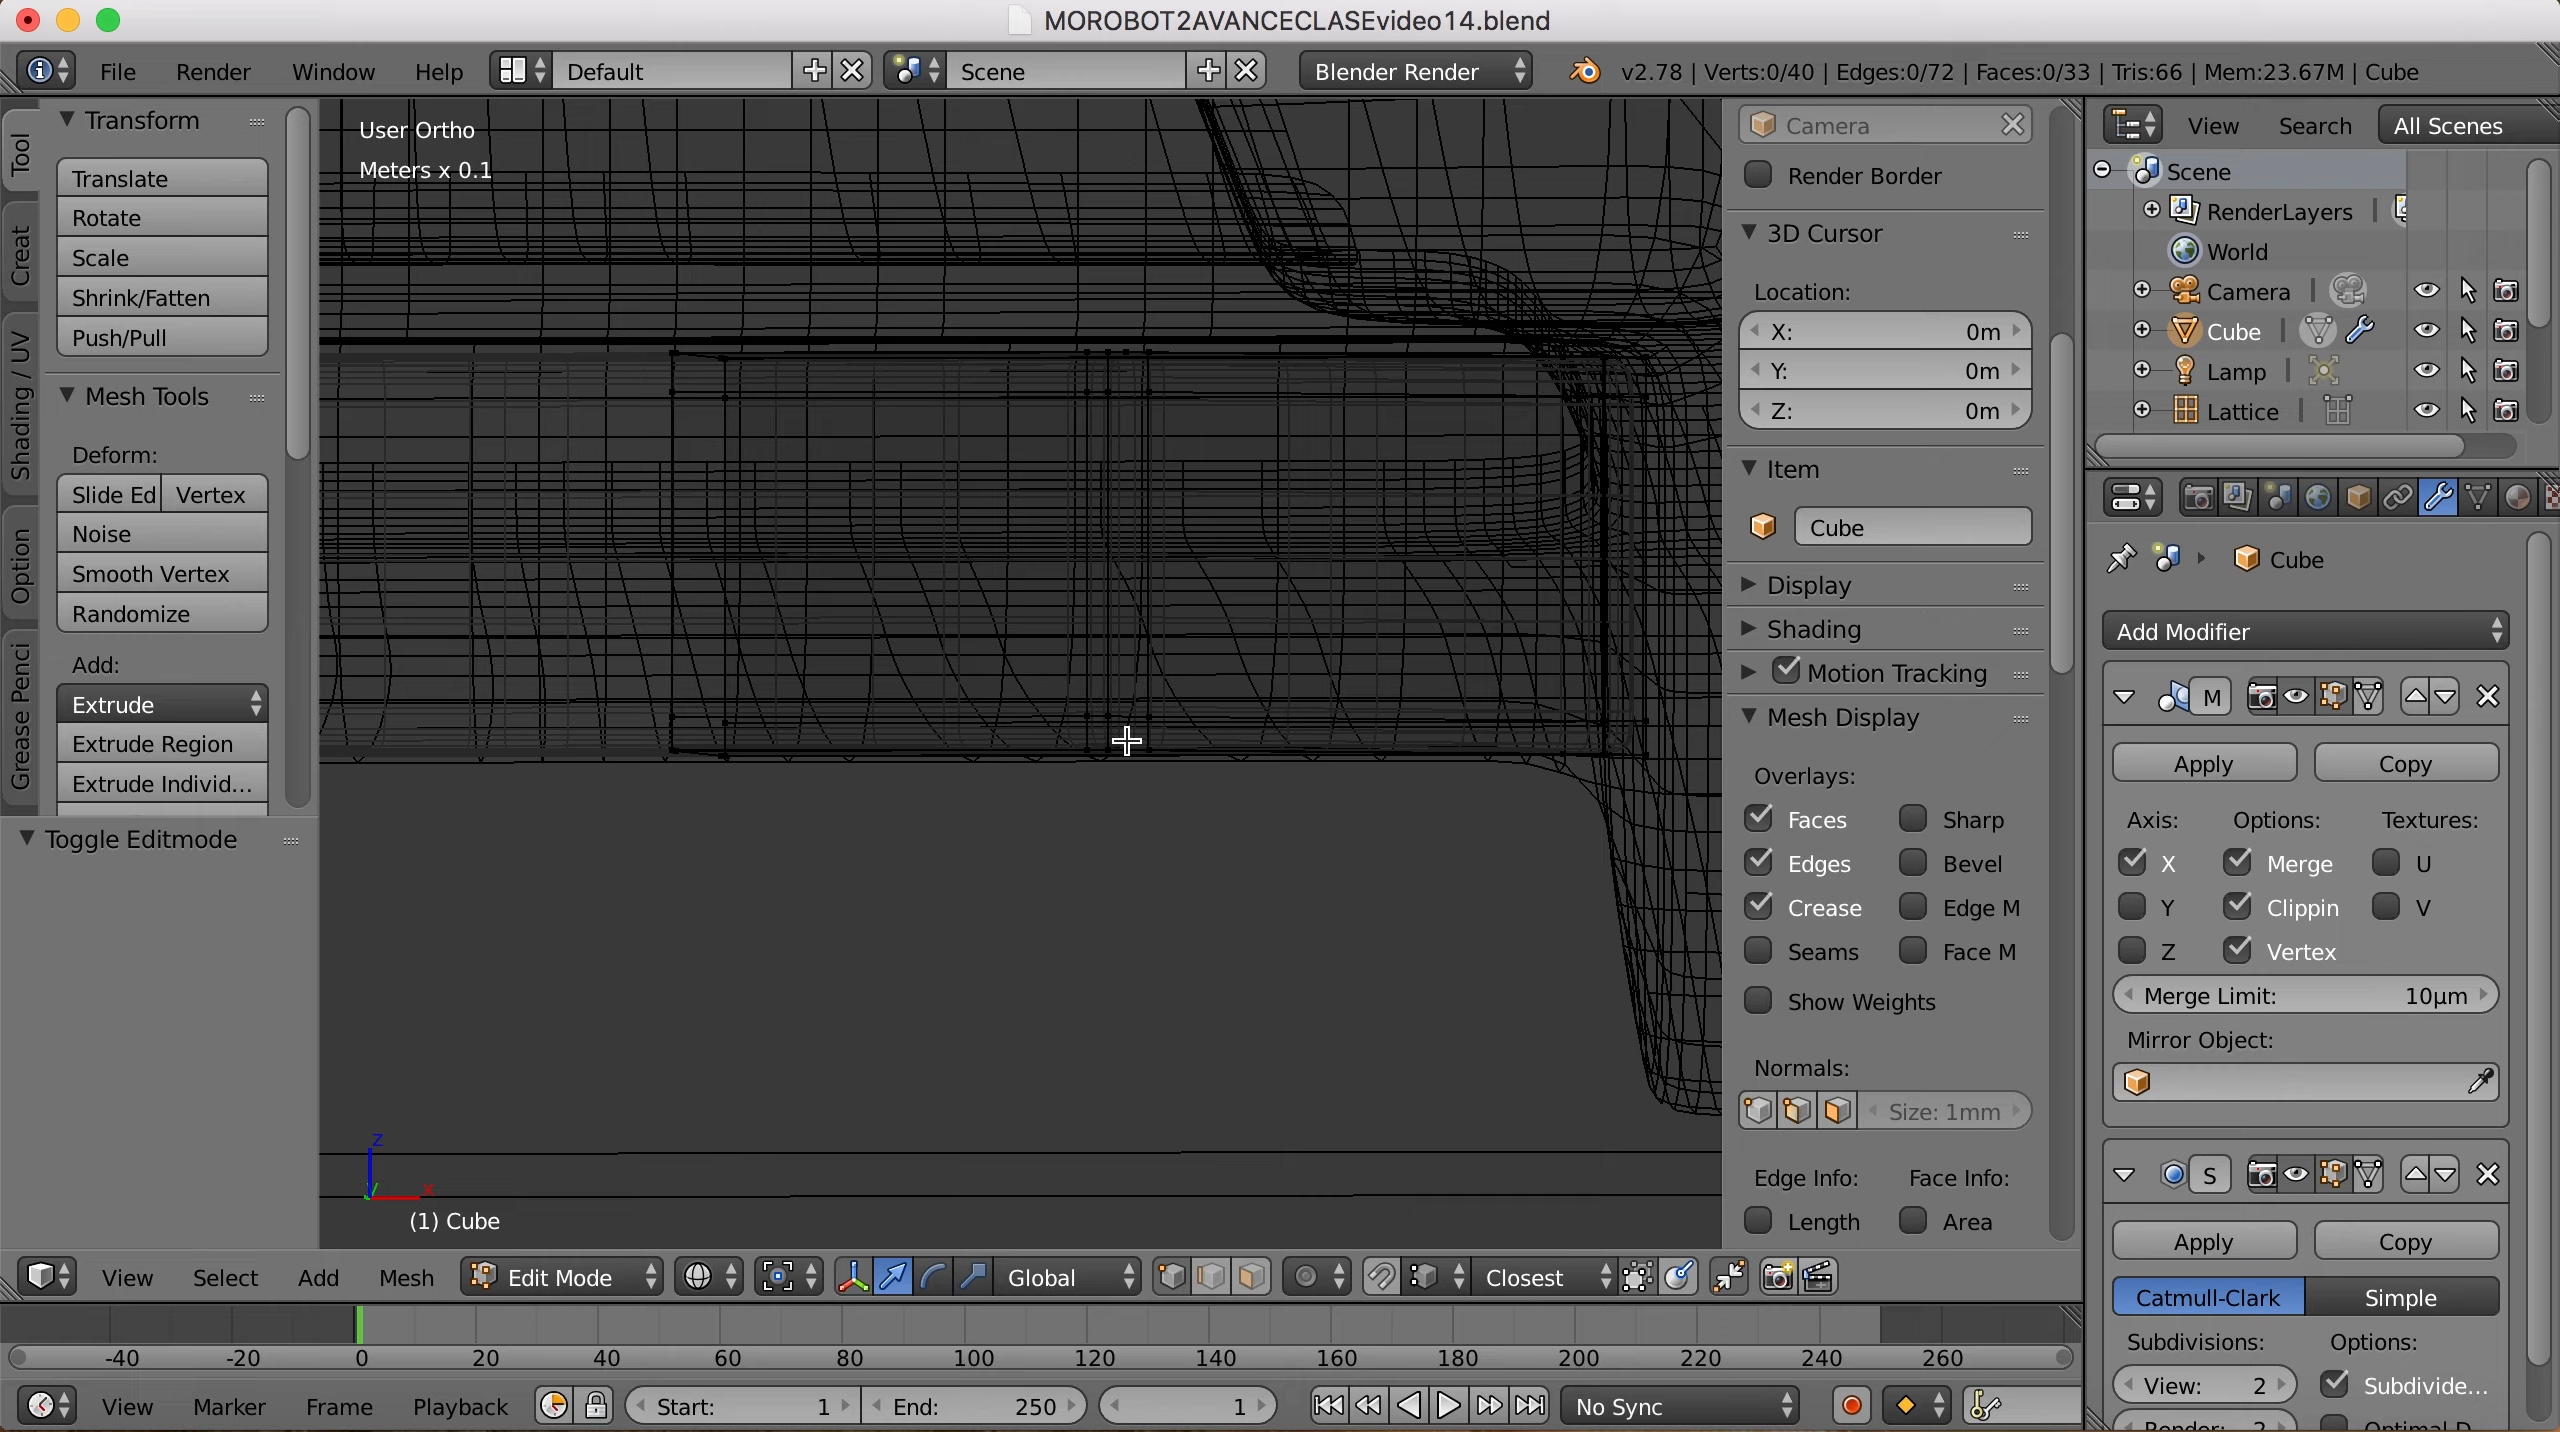 MOROBOT2AVANCECLASEvideo14.blend
File Render Window Help Default Scene Blender Render v2.78 | Verts:0/40 | Edges:0/72 | Faces:0/33 | Tris:66 | Mem:23.67M | Cube
Tool
Creat
Shading / UV
Option
Grease Penci
Transform
Translate
Rotate
Scale
Shrink/Fatten
Push/Pull
Mesh Tools
Deform:
Slide Ed Vertex
Noise
Smooth Vertex
Randomize
Add:
Extrude
Extrude Region
Extrude Individ...
Toggle Editmode
User Ortho
Meters x 0.1
z
y
x
(1) Cube
Camera
Render Border
3D Cursor
Location:
X: 0m
Y: 0m
Z: 0m
Item
Cube
Display
Shading
Motion Tracking
Mesh Display
Overlays:
Faces Sharp
Edges Bevel
Crease Edge M
Seams Face M
Show Weights
Normals:
Size: 1mm
Edge Info: Face Info:
Length Area
View Search All Scenes
Scene
RenderLayers
World
Camera
Cube
Lamp
Lattice
Cube
Add Modifier
M
Apply Copy
Axis: Options: Textures:
X Merge U
Y Clippin V
Z Vertex
Merge Limit: 10μm
Mirror Object:
S
Apply Copy
Catmull-Clark Simple
Subdivisions: Options:
View: 2 Subdivide...
Render: 2 Optimal D
View Select Add Mesh Edit Mode Global Closest
-40 -20 0 20 40 60 80 100 120 140 160 180 200 220 240 260
View Marker Frame Playback Start: 1 End: 250 1 No Sync